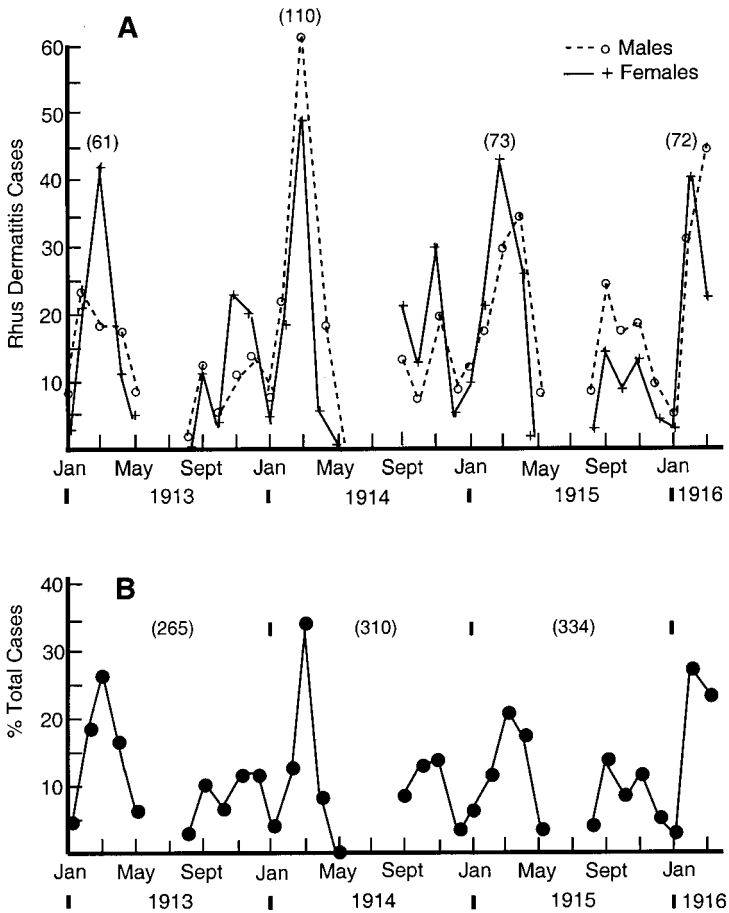 A
(110)
60
50
40
30
20
10
Rhus Dermatitis Cases
Males
+ Females
(61)
(73)
(72)
Jan May Sept Jan May Sept Jan May Sept Jan
1913 1914 1915 1916
B
40
30
20
10
% Total Cases
(265) (310) (334)
Jan May Sept Jan May Sept Jan May Sept Jan
1913 1914 1915 1916